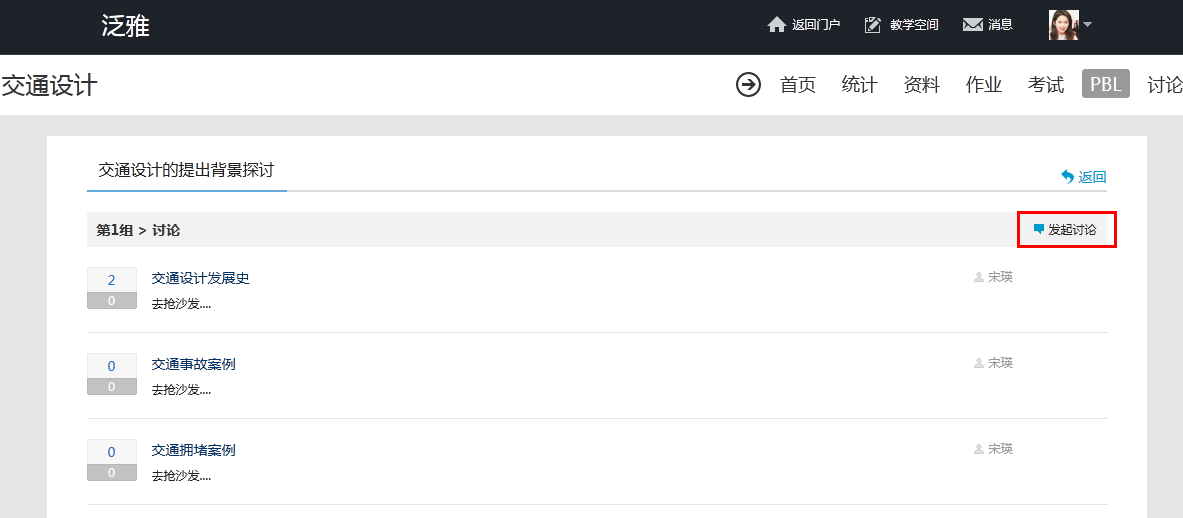 泛雅
返回门户 教学空间 消息
交通设计
首页 统计 资料 作业 考试 PBL 讨论
交通设计的提出背景探讨
返回
第1组 > 讨论
发起讨论
2
交通设计发展史
宋瑛
0
去抢沙发....
0
交通事故案例
宋瑛
0
去抢沙发....
0
交通拥堵案例
宋瑛
0
去抢沙发....